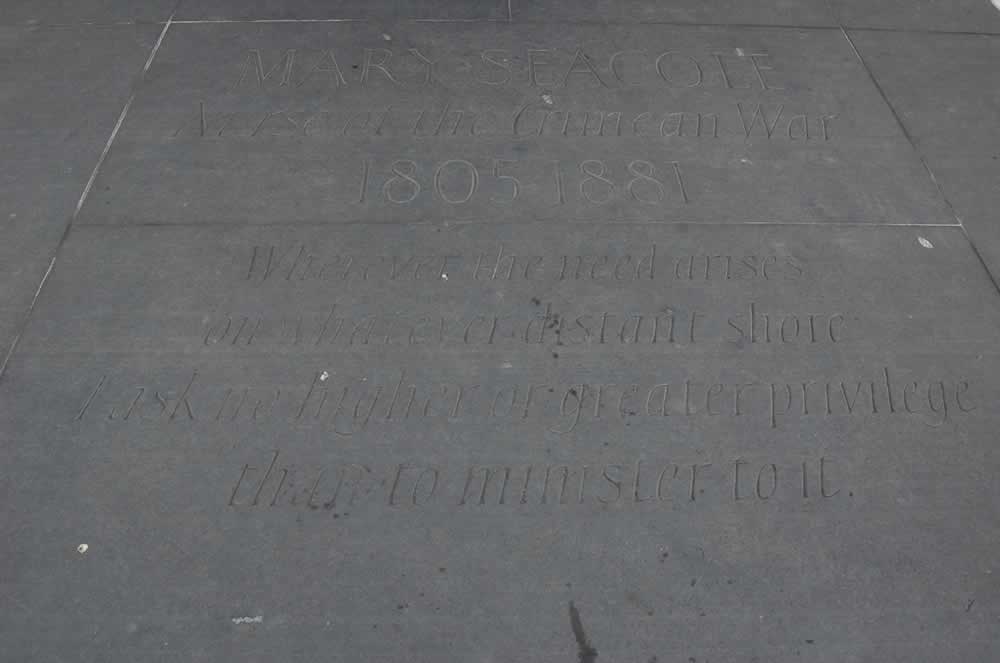 MARY SEACOLE
Nurse of the Crimean War
1805 1881
Wherever the need arises
on whatever distant shore
I ask no higher or greater privilege
than to minister to it.